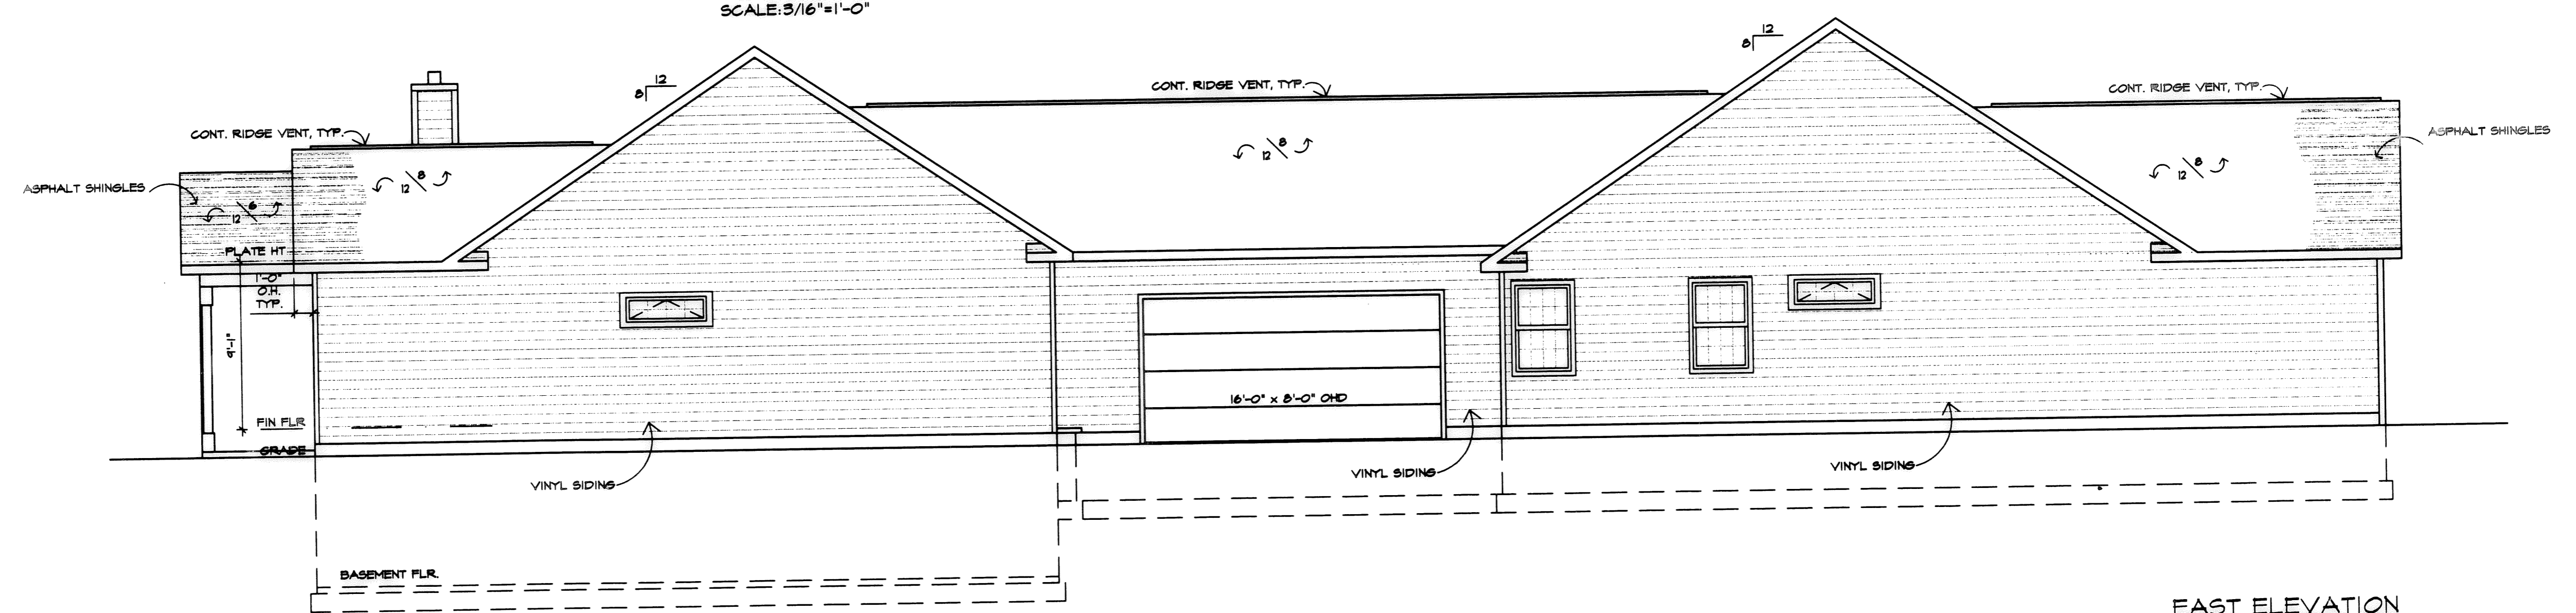 SCALE:3/16"=1'-0"
12
8
12
8
CONT. RIDGE VENT, TYP.
CONT. RIDGE VENT, TYP.
CONT. RIDGE VENT, TYP.
ASPHALT SHINGLES
ASPHALT SHINGLES
12 8
12 8
12 8
12 6
PLATE HT
1'-0"
O.H.
TYP.
9'-1"
16'-0" x 8'-0" OHD
FIN FLR
GRADE
VINYL SIDING
VINYL SIDING
VINYL SIDING
BASEMENT FLR.
EAST ELEVATION